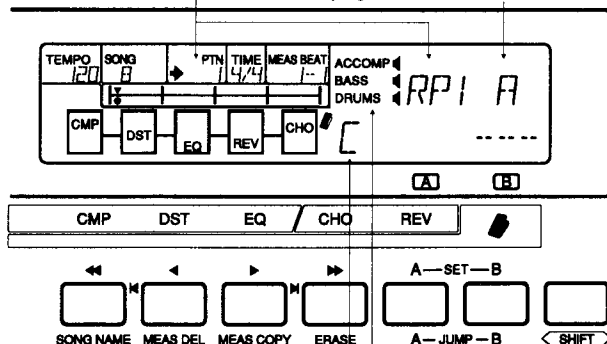 TEMPO SONG PTN TIME MEAS BEAT
120 B 1 4/4 1-1
ACCOMP
BASS
DRUMS
RP1 A
CMP DST EQ REV CHO
C -----
A B
CMP DST EQ CHO REV
A—SET—B
SONG NAME MEAS DEL MEAS COPY ERASE A—JUMP—B SHIFT